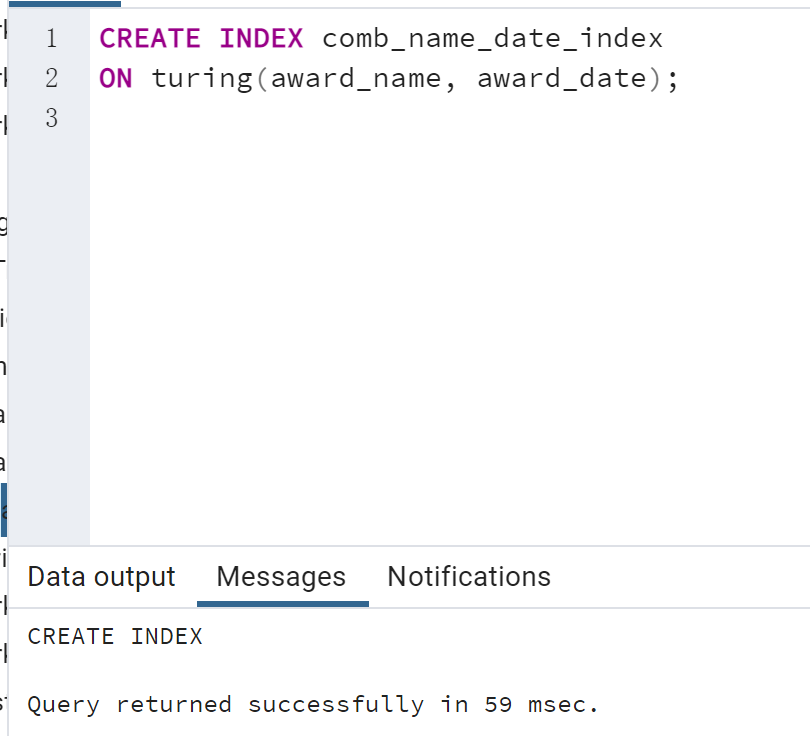 1 CREATE INDEX comb_name_date_index
2 ON turing(award_name, award_date);
3
Data output Messages Notifications
CREATE INDEX
Query returned successfully in 59 msec.